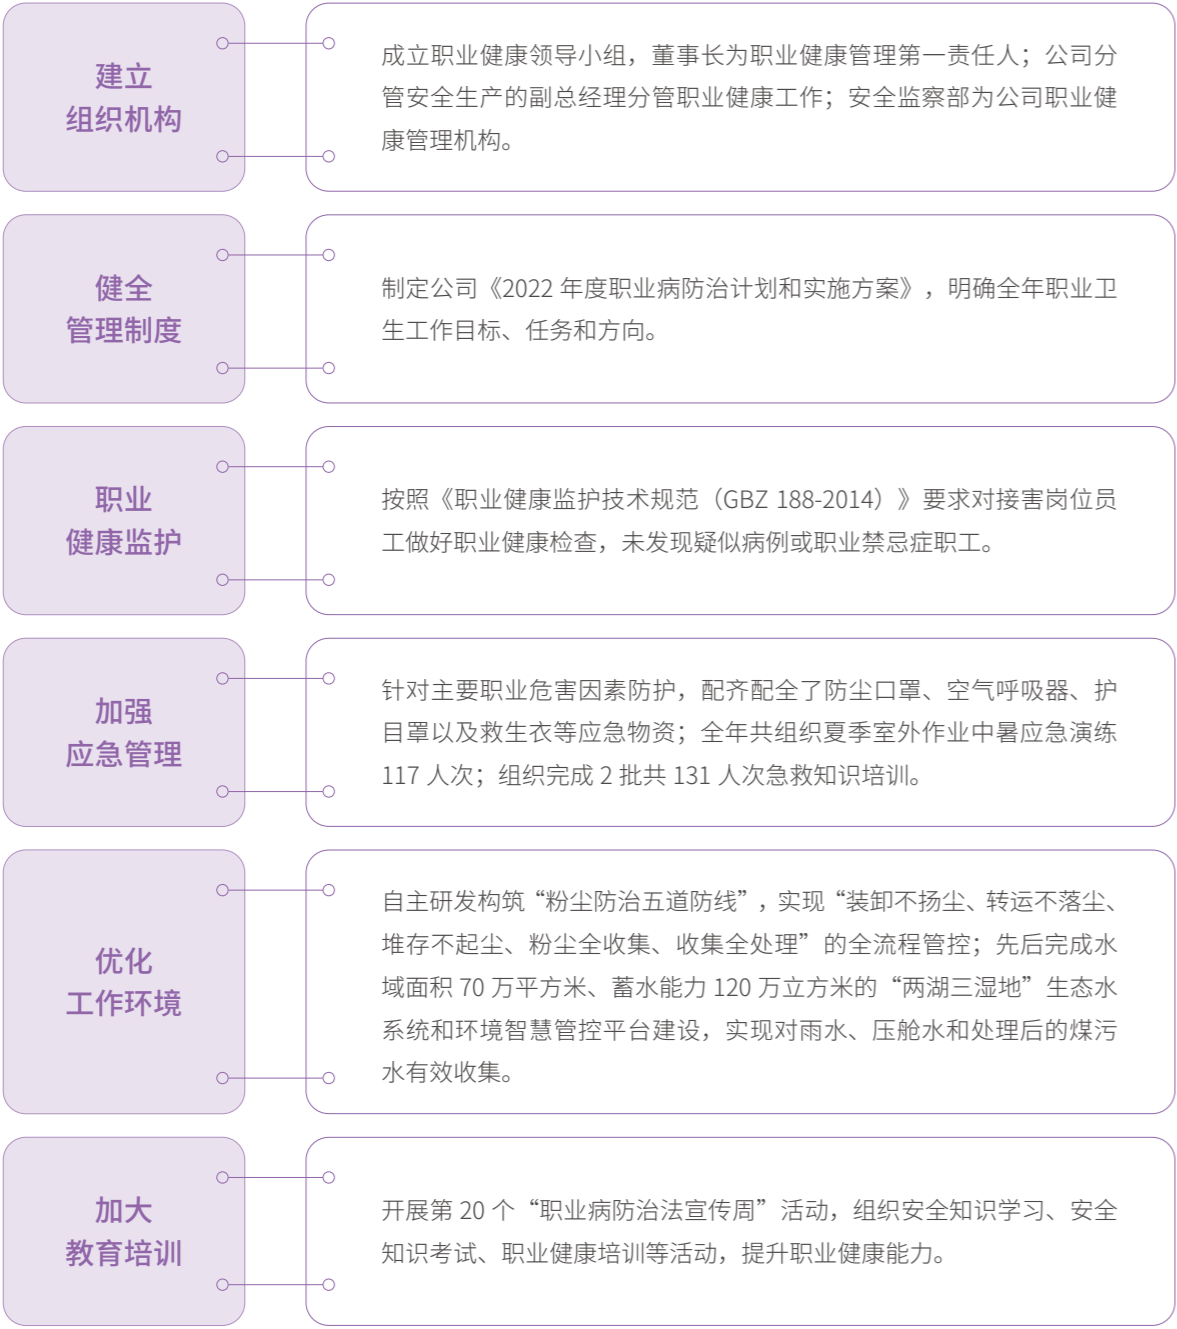 建立
组织机构
成立职业健康领导小组，董事长为职业健康管理第一责任人；公司分
管安全生产的副总经理分管职业健康工作；安全监察部为公司职业健
康管理机构。
健全
管理制度
制定公司《2022 年度职业病防治计划和实施方案》，明确全年职业卫
生工作目标、任务和方向。
职业
健康监护
按照《职业健康监护技术规范（GBZ 188-2014）》要求对接害岗位员
工做好职业健康检查，未发现疑似病例或职业禁忌症职工。
加强
应急管理
针对主要职业危害因素防护，配齐配全了防尘口罩、空气呼吸器、护
目罩以及救生衣等应急物资；全年共组织夏季室外作业中暑应急演练
117 人次；组织完成 2 批共 131 人次急救知识培训。
优化
工作环境
自主研发构筑“粉尘防治五道防线”，实现“装卸不扬尘、转运不落尘、
堆存不起尘、粉尘全收集、收集全处理”的全流程管控；先后完成水
域面积 70 万平方米、蓄水能力 120 万立方米的“两湖三湿地”生态水
系统和环境智慧管控平台建设，实现对雨水、压舱水和处理后的煤污
水有效收集。
加大
教育培训
开展第 20 个“职业病防治法宣传周”活动，组织安全知识学习、安全
知识考试、职业健康培训等活动，提升职业健康能力。